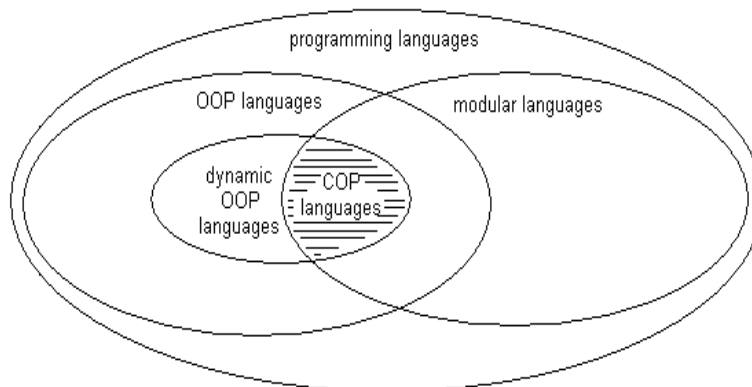 programming languages
OOP languages
modular languages
dynamic
OOP
languages
COP
languages